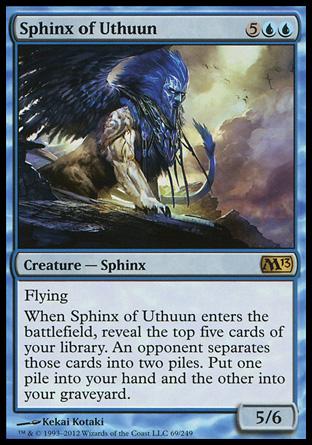 Sphinx of Uthuun 5
Creature — Sphinx M13
Flying
When Sphinx of Uthuun enters the
battlefield, reveal the top five cards of
your library. An opponent separates
those cards into two piles. Put one
pile into your hand and the other into
your graveyard.
Kekai Kotaki
™ & © 1993–2012 Wizards of the Coast LLC 69/249
5/6